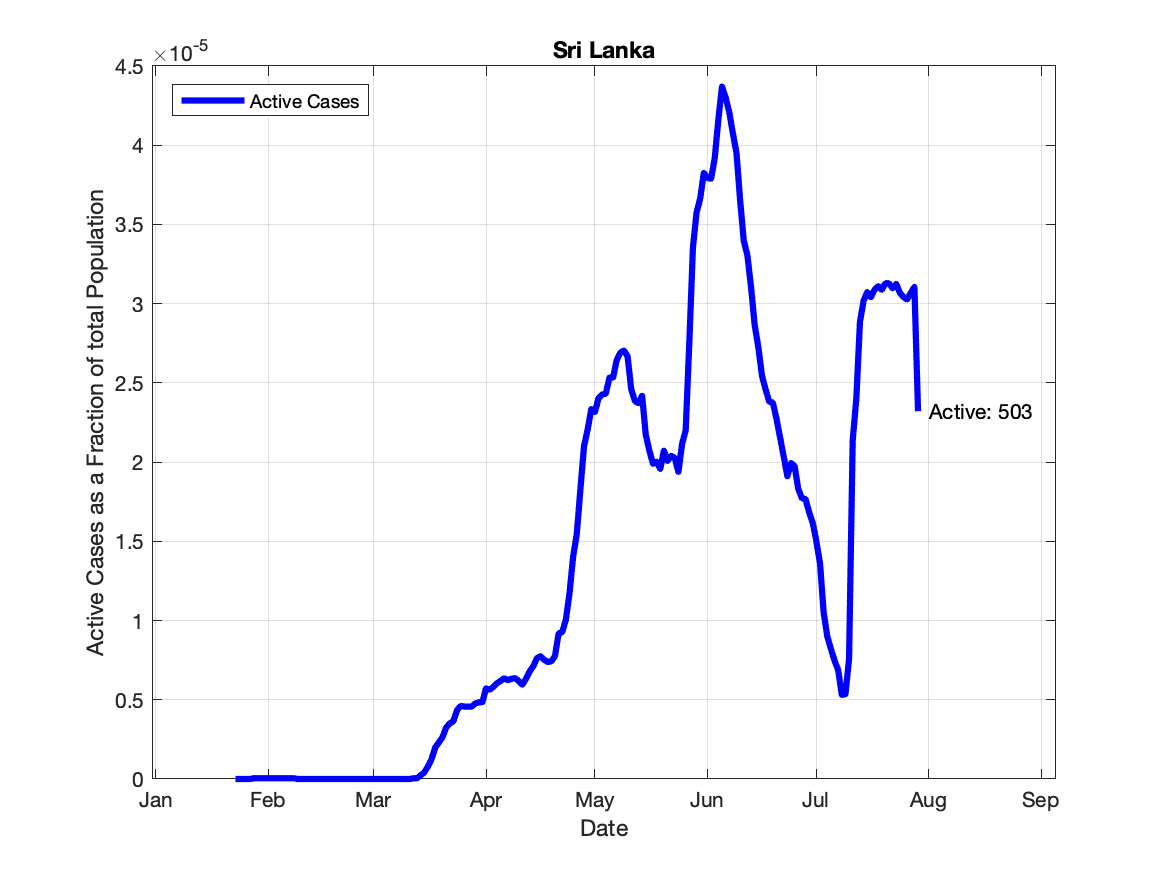 Sri Lanka
×10⁻⁵
Active Cases
4.5
4
3.5
3
2.5
2
1.5
1
0.5
0
Active Cases as a Fraction of total Population
Active: 503
Jan Feb Mar Apr May Jun Jul Aug Sep
Date